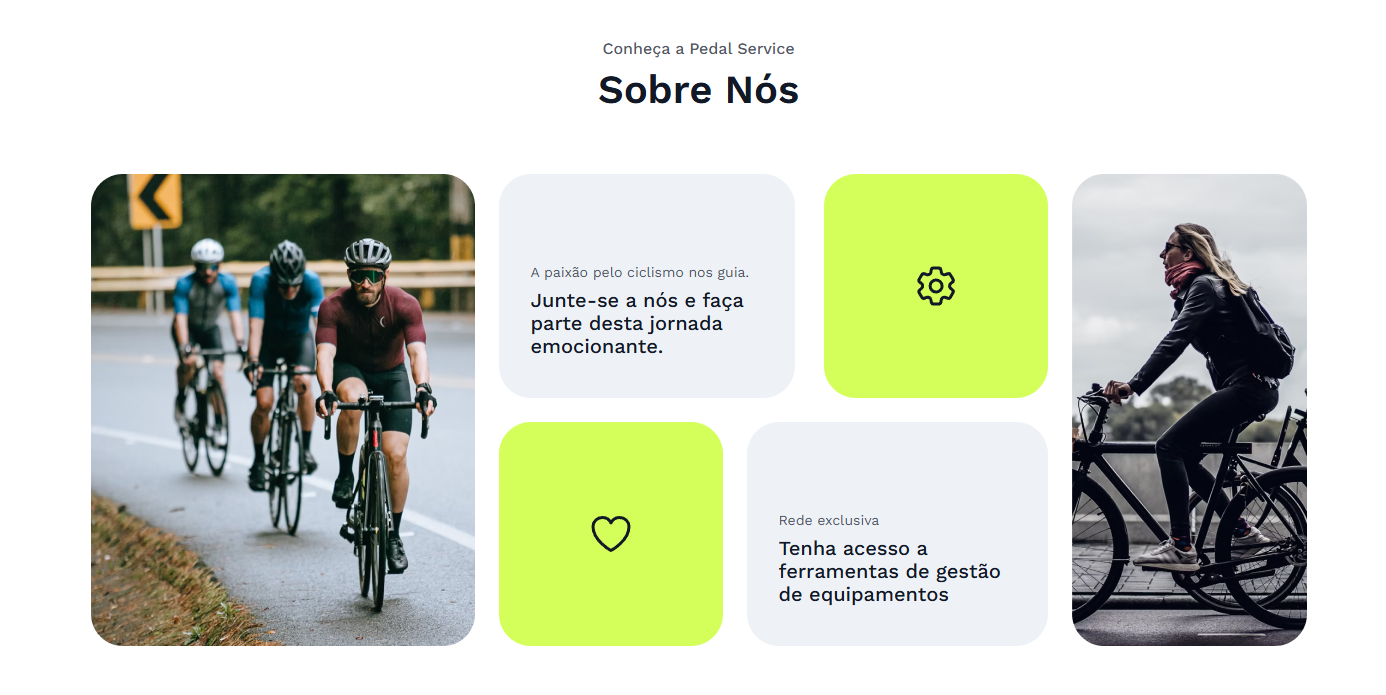 Conheça a Pedal Service
Sobre Nós
A paixão pelo ciclismo nos guia.
Junte-se a nós e faça
parte desta jornada
emocionante.
Rede exclusiva
Tenha acesso a
ferramentas de gestão
de equipamentos